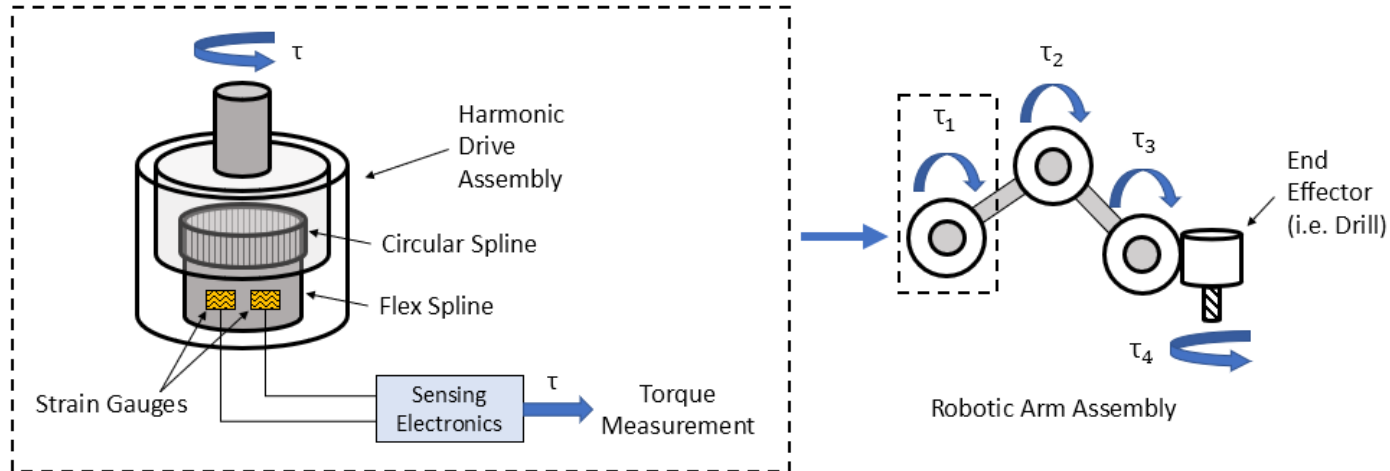 τ
Harmonic
Drive
Assembly
Circular Spline
Flex Spline
Strain Gauges
Sensing
Electronics
τ
Torque
Measurement
τ1
τ2
τ3
End
Effector
(i.e. Drill)
τ4
Robotic Arm Assembly